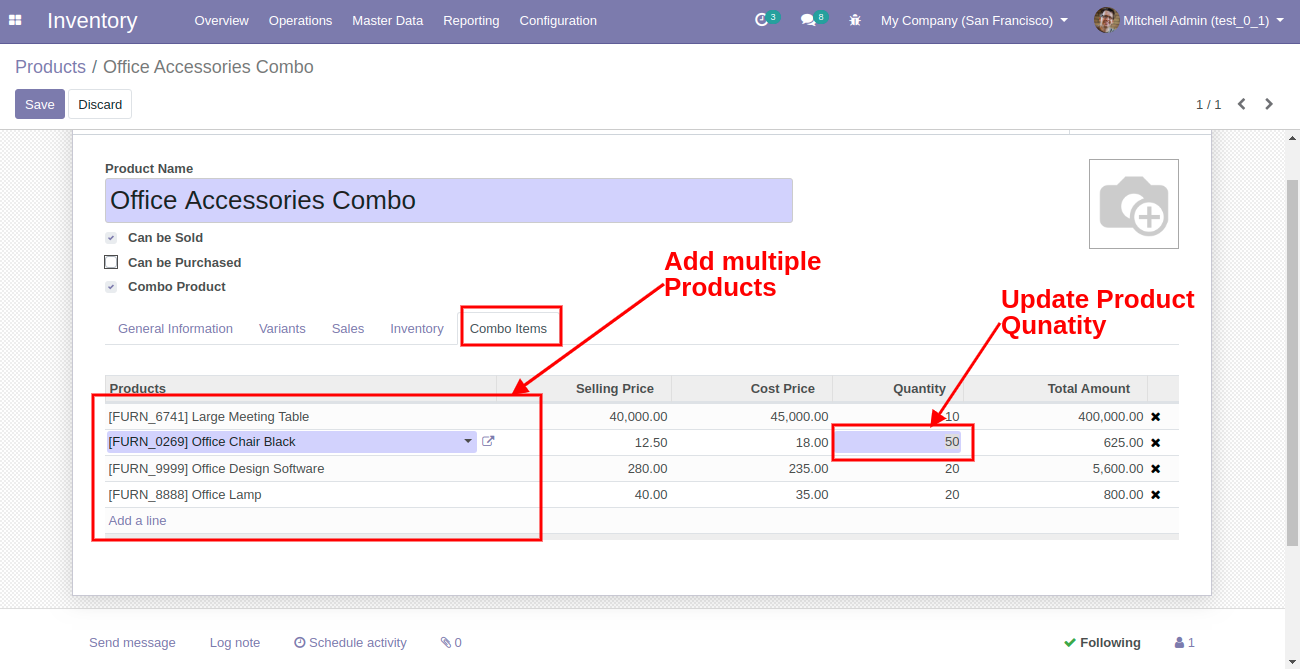 Inventory Overview Operations Master Data Reporting Configuration 3 8 My Company (San Francisco) Mitchell Admin (test_0_1)
Products / Office Accessories Combo
Save Discard 1 / 1
Product Name
Office Accessories Combo
Can be Sold
Can be Purchased
Combo Product
Add multiple
Products
Update Product
Qunatity
General Information Variants Sales Inventory Combo Items
Products Selling Price Cost Price Quantity Total Amount
[FURN_6741] Large Meeting Table 40,000.00 45,000.00 10 400,000.00
[FURN_0269] Office Chair Black 12.50 18.00 50 625.00
[FURN_9999] Office Design Software 280.00 235.00 20 5,600.00
[FURN_8888] Office Lamp 40.00 35.00 20 800.00
Add a line
Send message Log note Schedule activity 0 Following 1